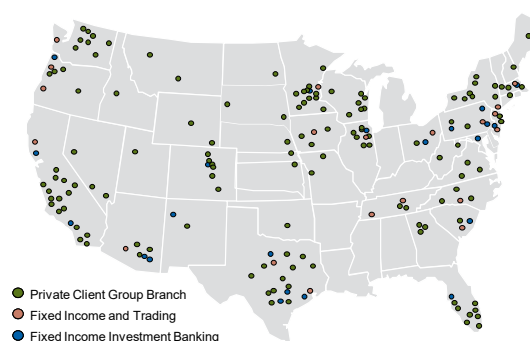 Private Client Group Branch
Fixed Income and Trading
Fixed Income Investment Banking